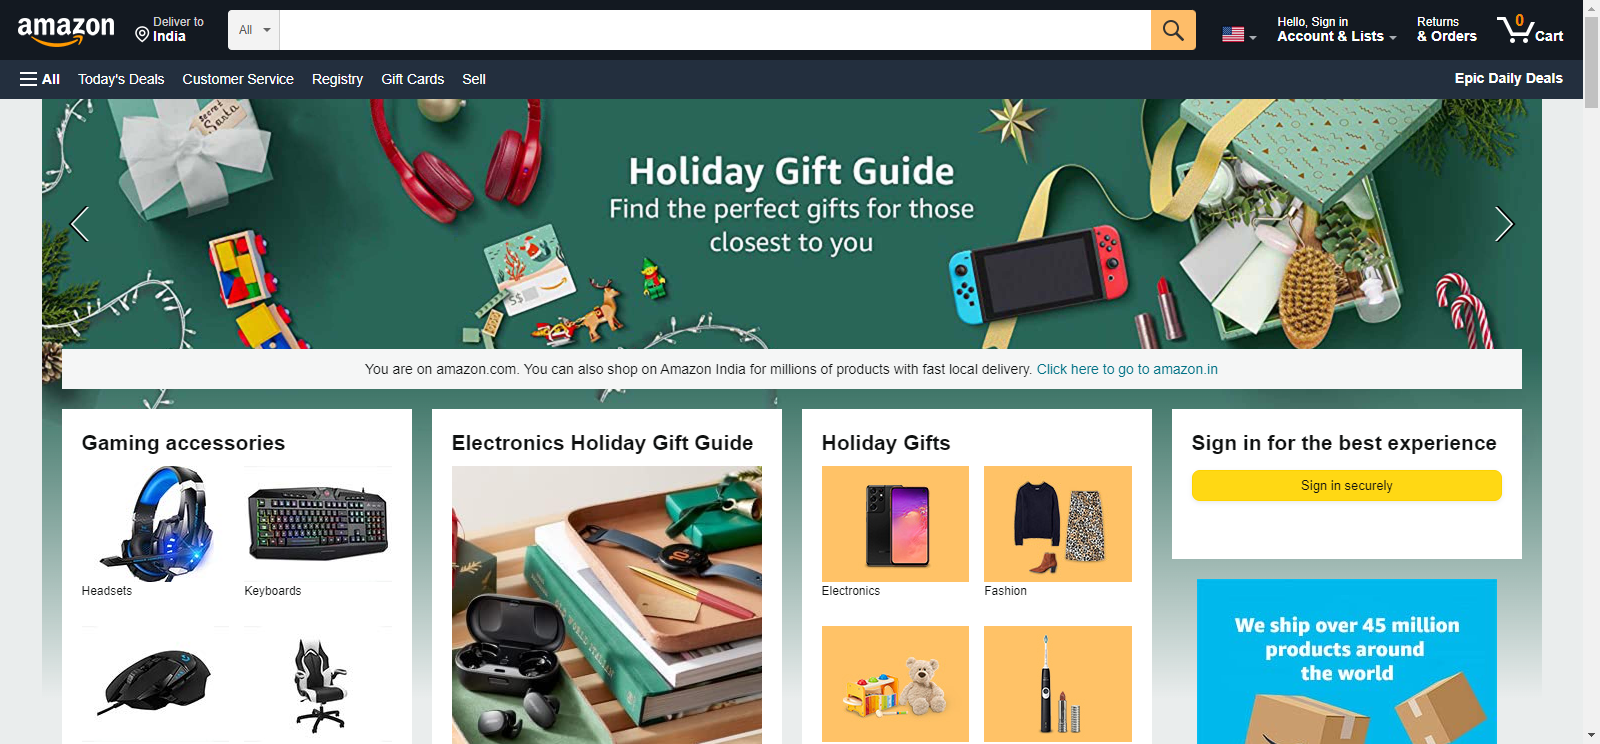 amazon
Deliver to
India
All
Hello, Sign in
Account & Lists
Returns
& Orders
0
Cart
All
Today's Deals
Customer Service
Registry
Gift Cards
Sell
Epic Daily Deals
secret
Santa
Holiday Gift Guide
Find the perfect gifts for those
closest to you
S$
You are on amazon.com. You can also shop on Amazon India for millions of products with fast local delivery. Click here to go to amazon.in
Gaming accessories
Headsets
Keyboards
Electronics Holiday Gift Guide
10
Holiday Gifts
Electronics
Fashion
Sign in for the best experience
Sign in securely
We ship over 45 million
products around
the world